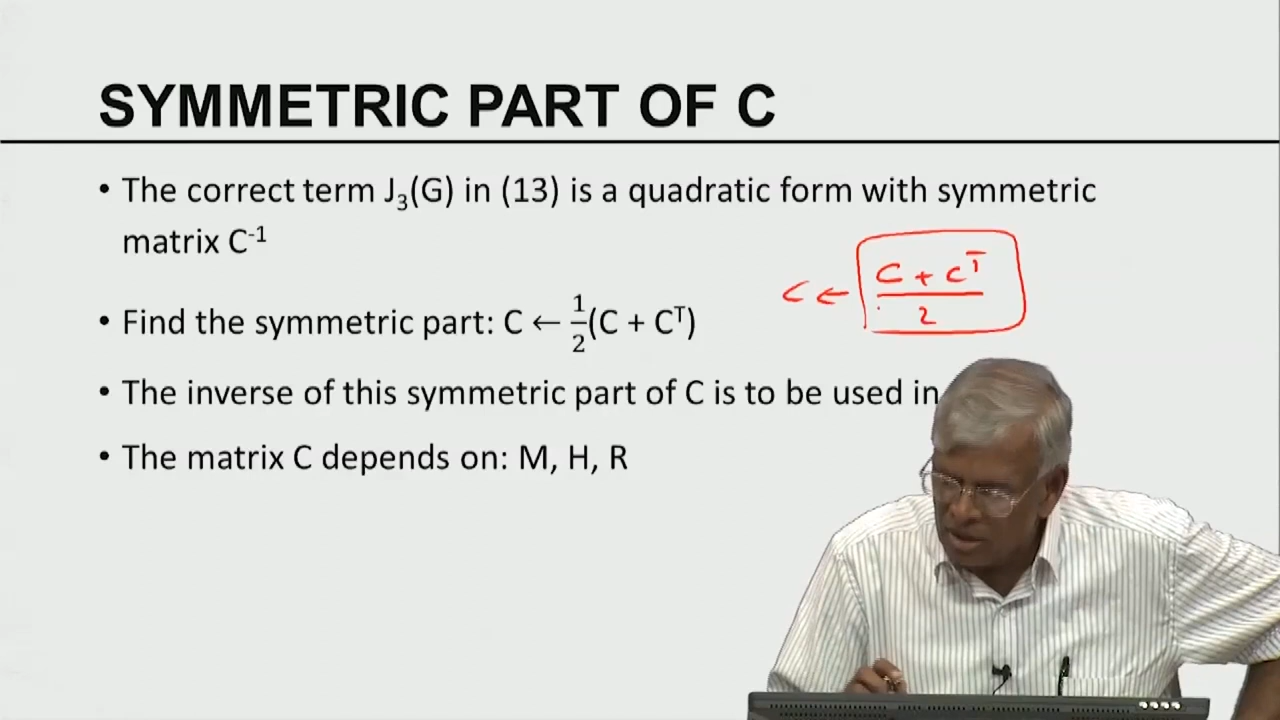 SYMMETRIC PART OF C
• The correct term J₃(G) in (13) is a quadratic form with symmetric
matrix C⁻¹
C ← C + Cᵀ / 2
• Find the symmetric part: C ← 1/2 (C + Cᵀ)
• The inverse of this symmetric part of C is to be used in
• The matrix C depends on: M, H, R